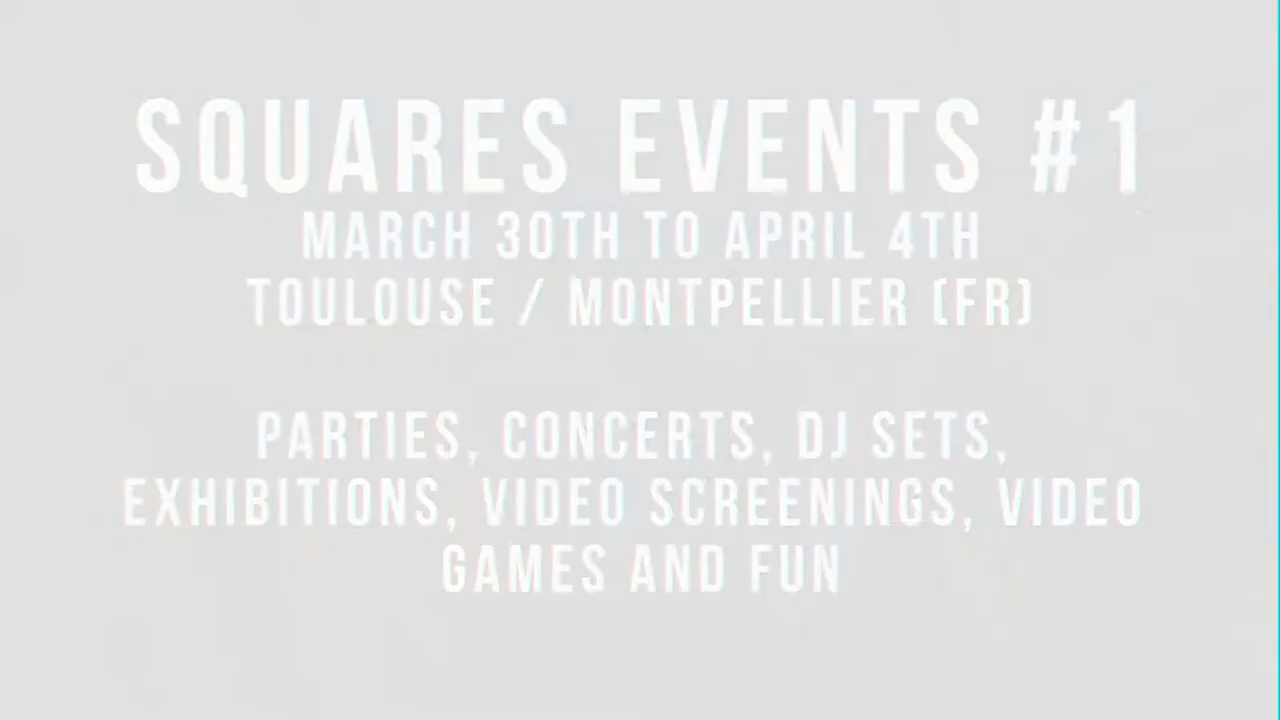 SQUARES EVENTS #1
MARCH 30TH TO APRIL 4TH
TOULOUSE / MONTPELLIER (FR)
PARTIES, CONCERTS, DJ SETS,
EXHIBITIONS, VIDEO SCREENINGS, VIDEO
GAMES AND FUN